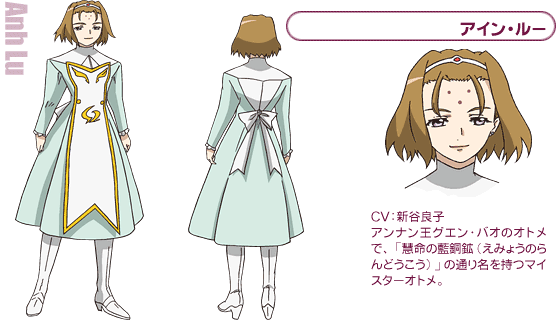 Anh Lu
アイン・ルー
CV：新谷良子
アンナン王グエン・バオのオトメ
で、「慧命の藍銅鉱（えみょうのら
んどうこう）」の通り名を持つマイ
スターオトメ。